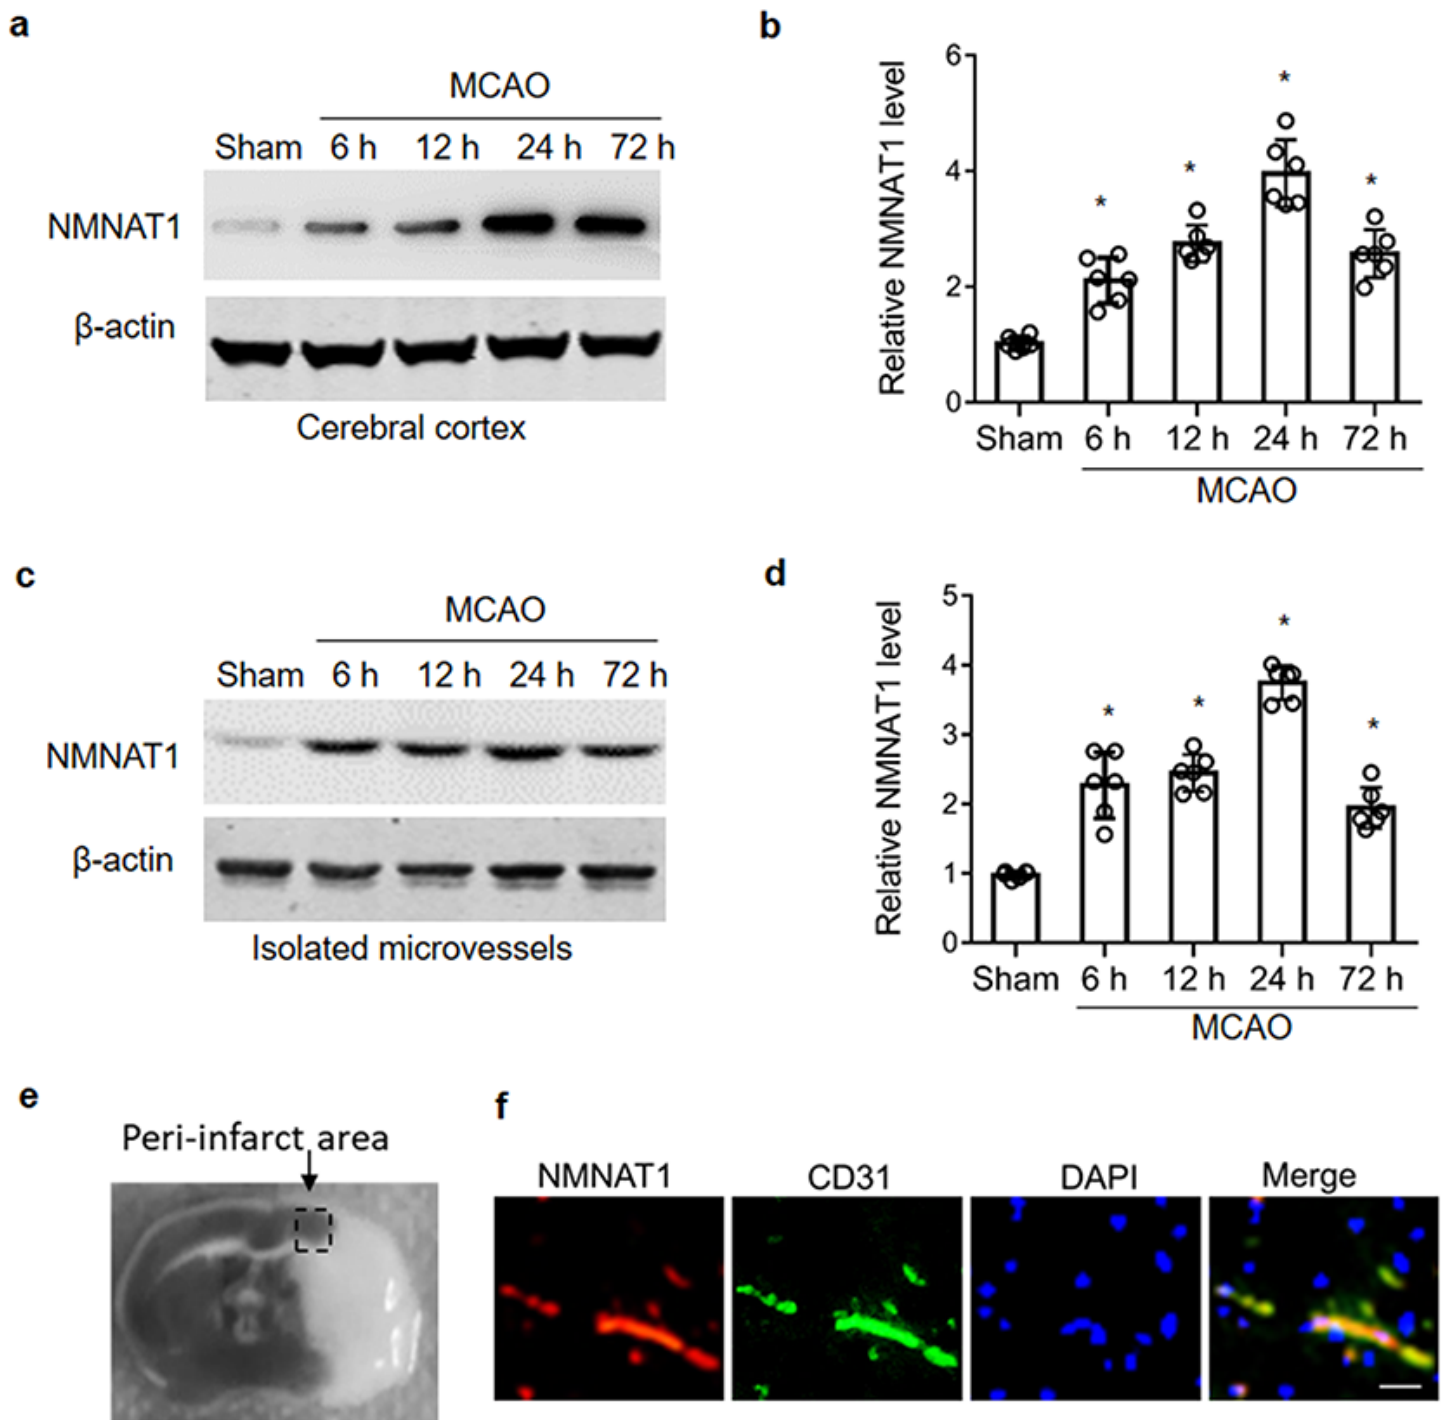 a
MCAO
Sham 6 h 12 h 24 h 72 h
NMNAT1
β-actin
Cerebral cortex
b
Relative NMNAT1 level
6
4
2
0
* * * *
Sham 6 h 12 h 24 h 72 h
MCAO
c
MCAO
Sham 6 h 12 h 24 h 72 h
NMNAT1
β-actin
Isolated microvessels
d
Relative NMNAT1 level
5
4
3
2
1
0
* * * *
Sham 6 h 12 h 24 h 72 h
MCAO
e
Peri-infarct area
f
NMNAT1 CD31 DAPI Merge